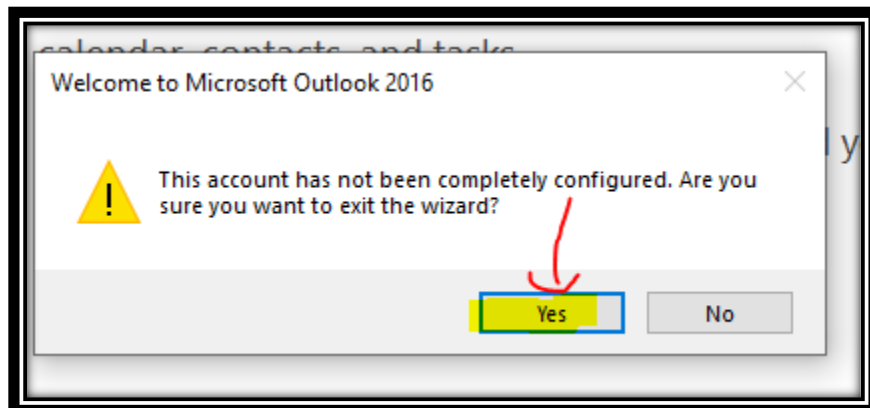 calendar, contacts, and tasks
Welcome to Microsoft Outlook 2016
y
This account has not been completely configured. Are you
sure you want to exit the wizard?
Yes
No